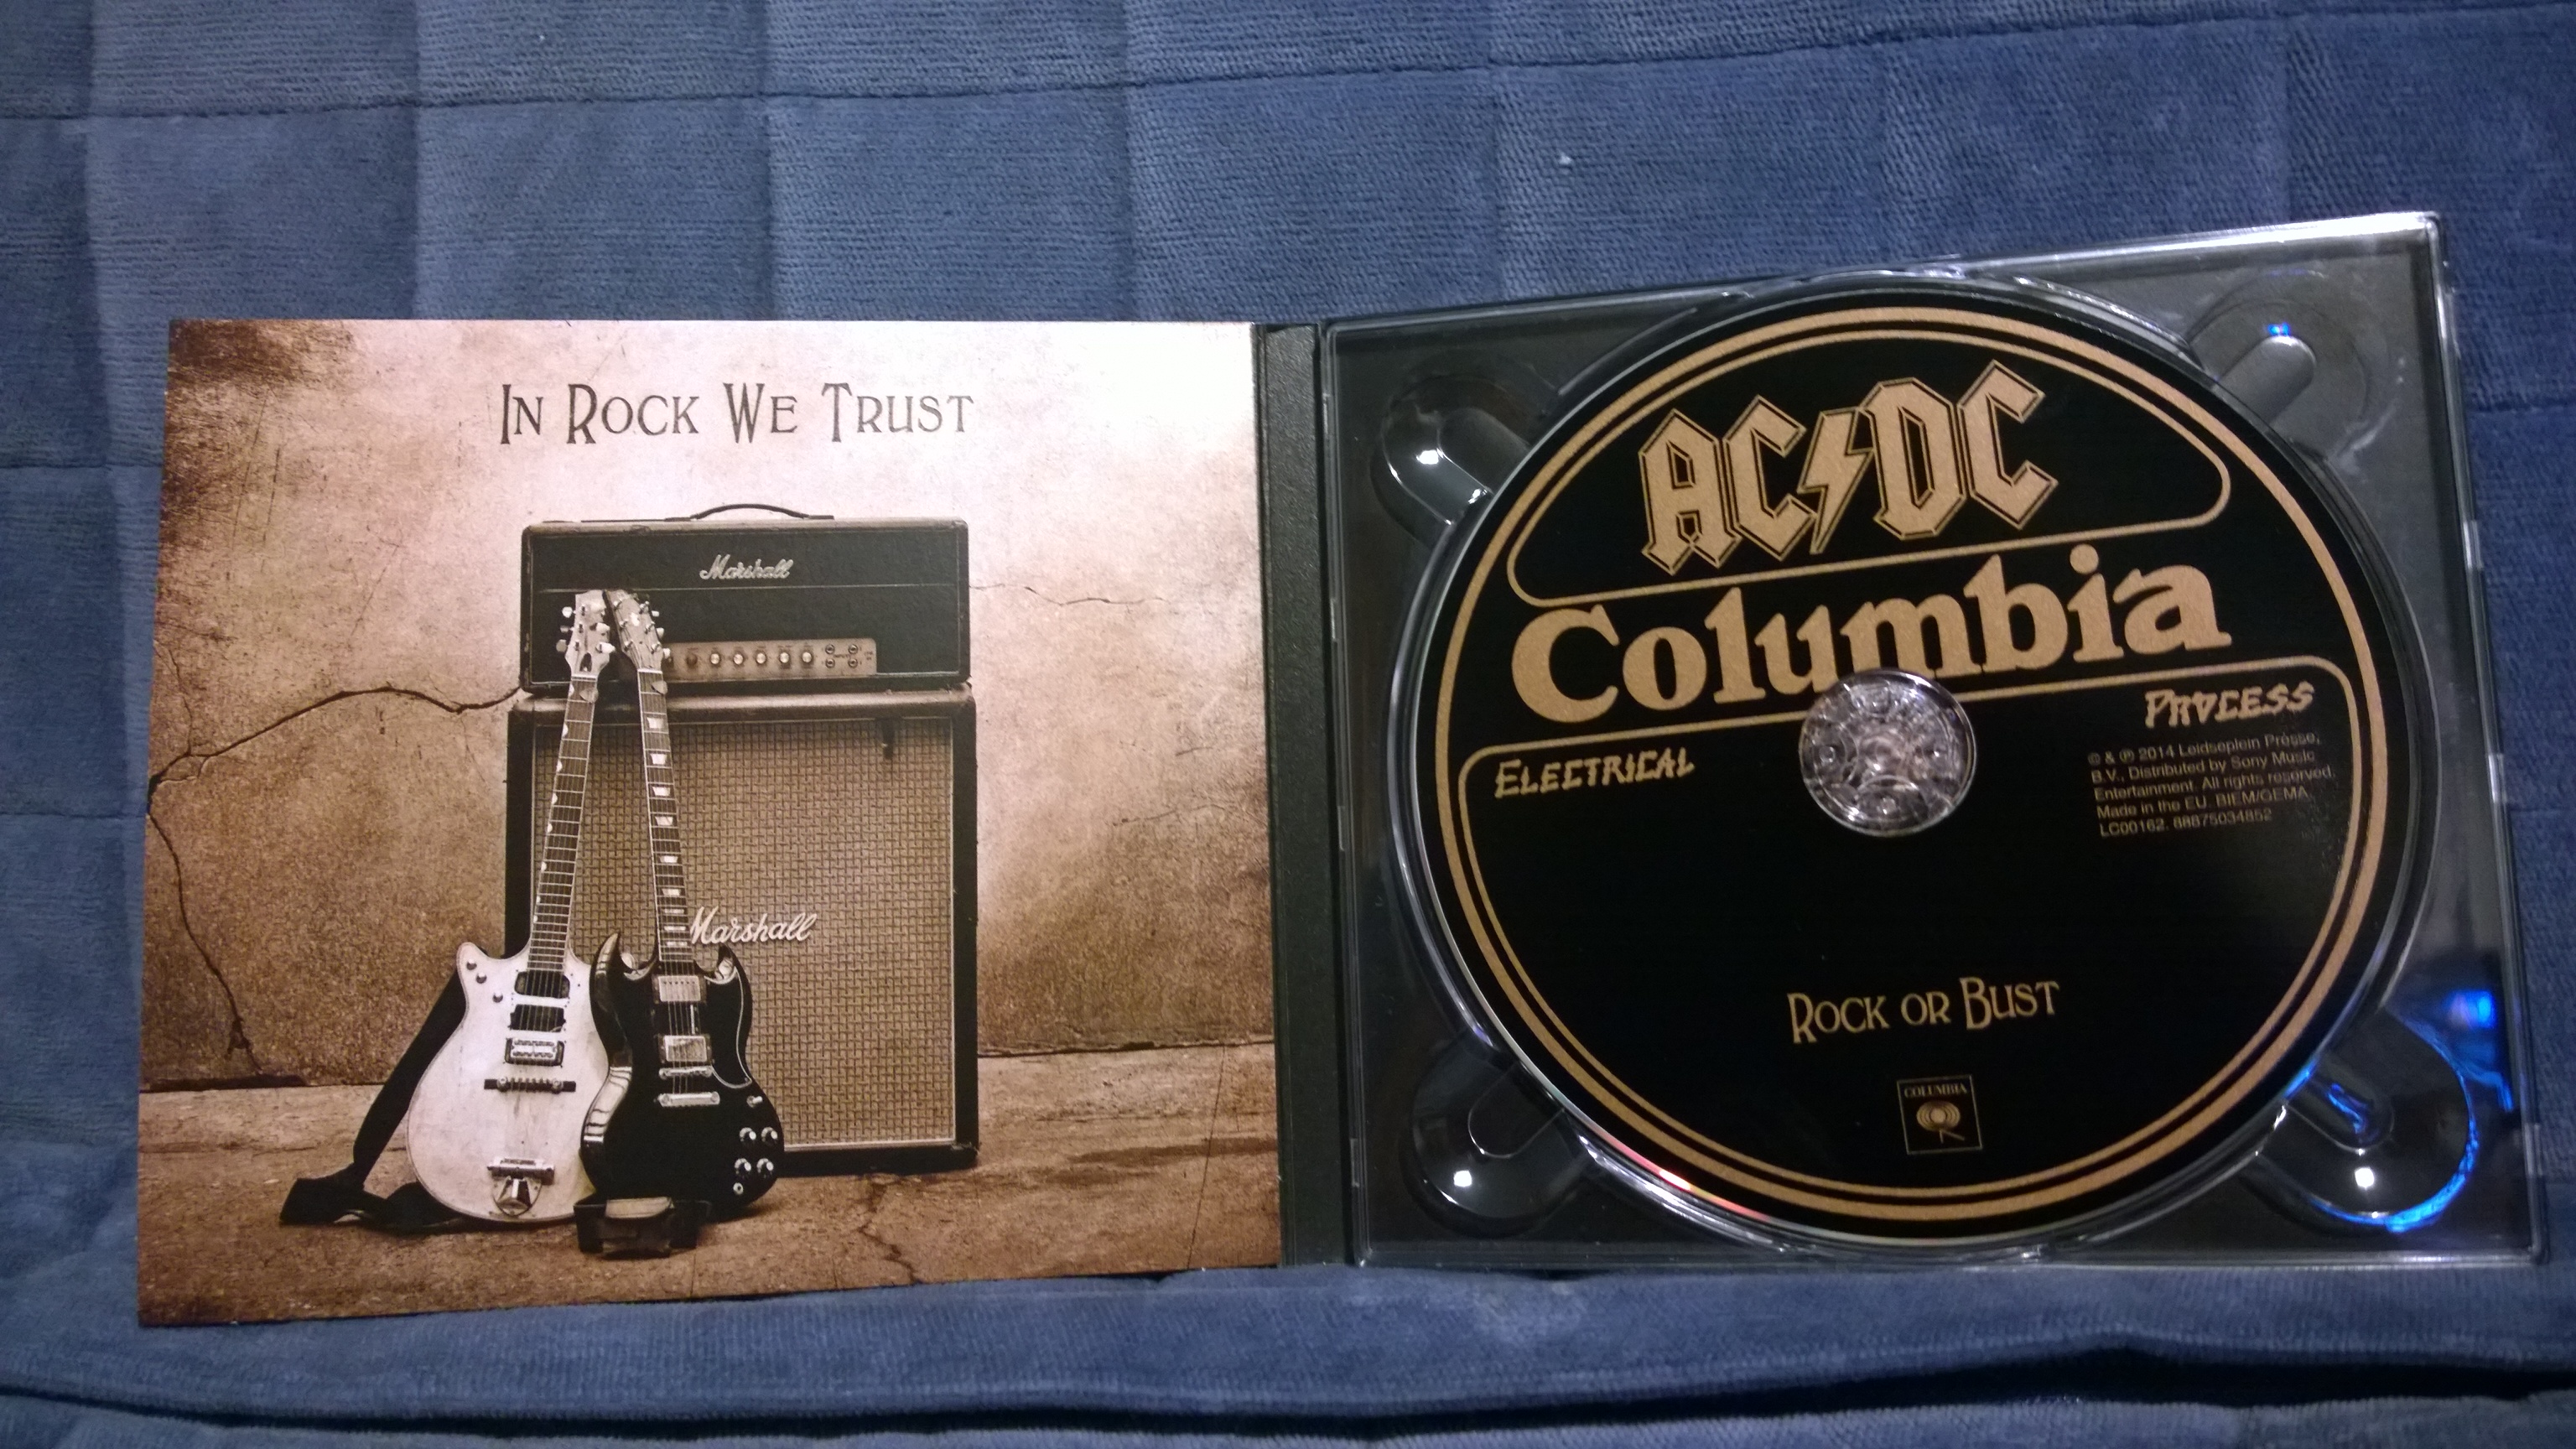 In Rock We Trust
Marshall
Marshall
AC⚡DC
Columbia
Electrical
Process
© & ℗ 2014 Leidseplein Presse,
B.V., Distributed by Sony Music
Entertainment. All rights reserved.
Made in the EU. BIEM/GEMA.
LC00162. 88875034852
Rock or Bust
COLUMBIA